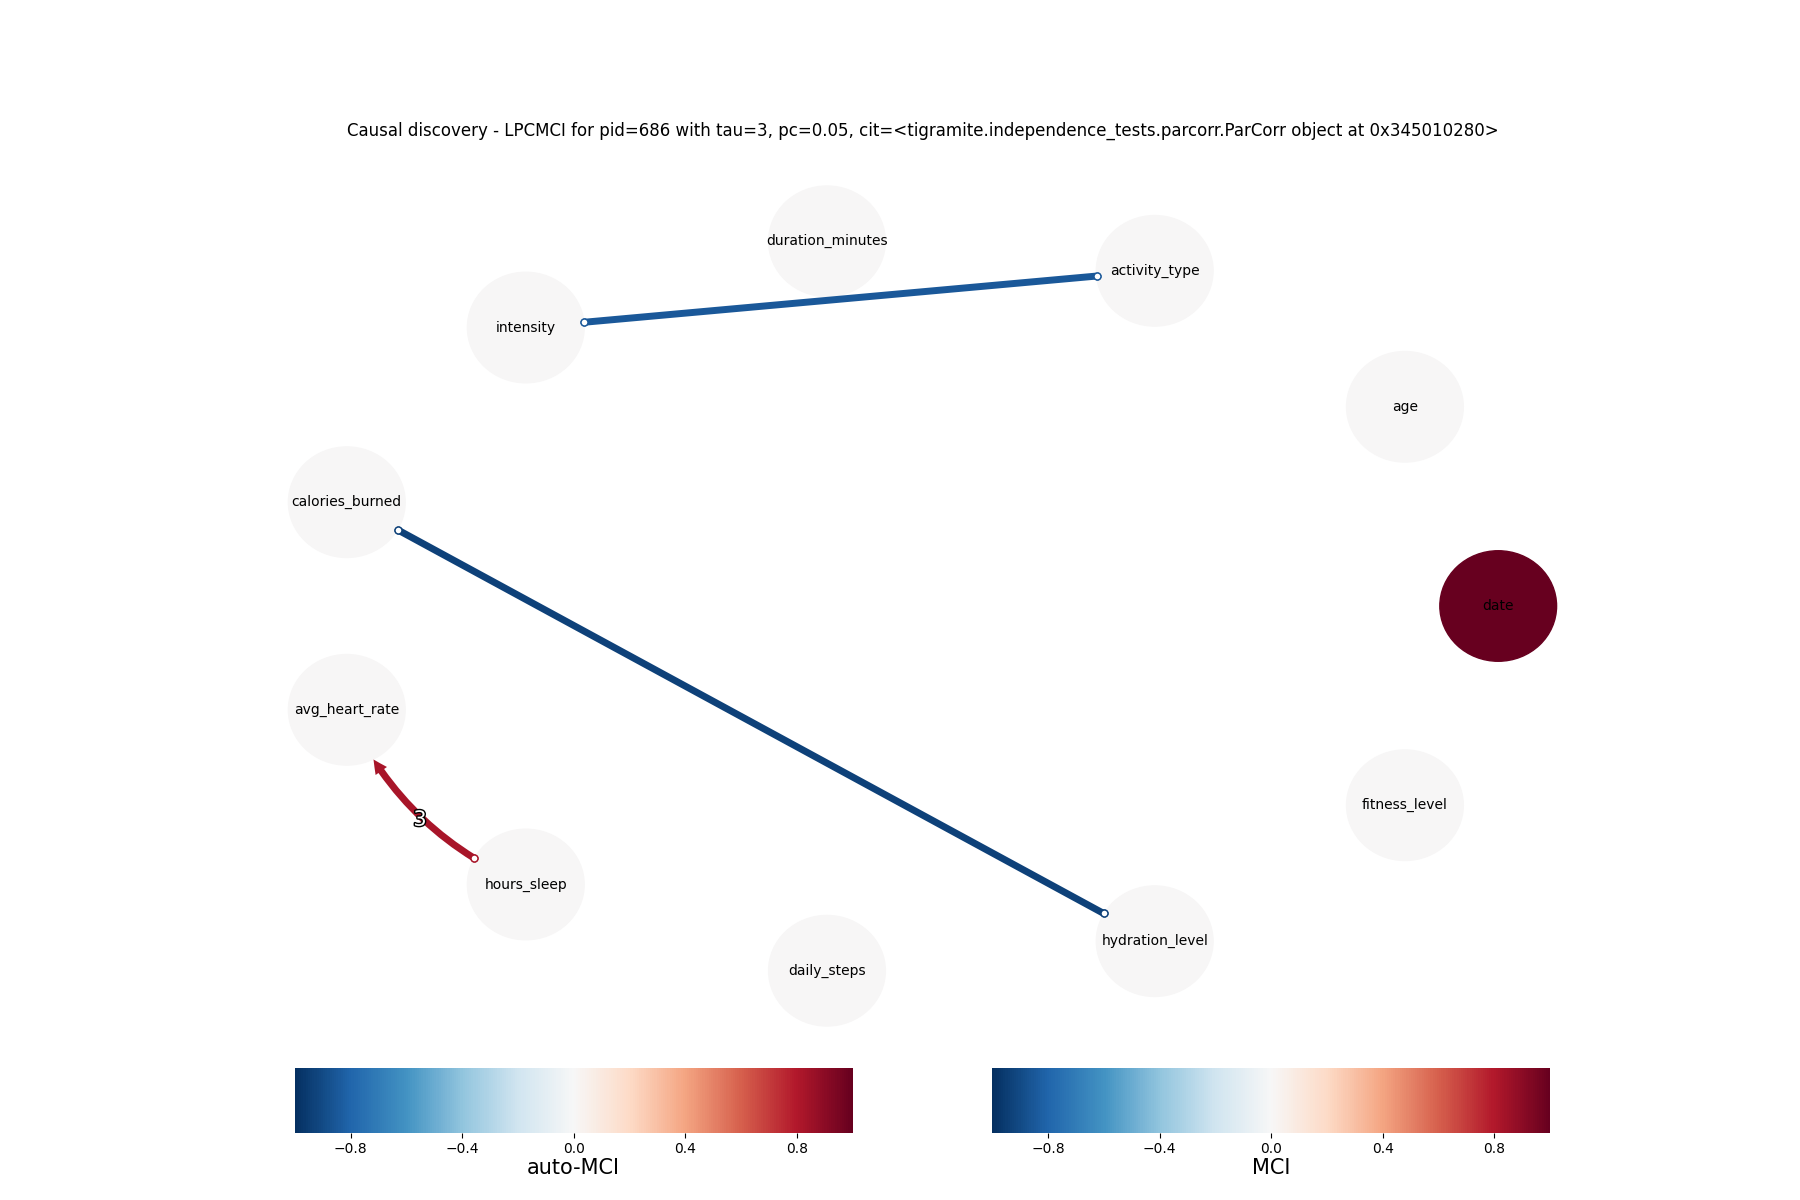 Causal discovery - LPCMCI for pid=686 with tau=3, pc=0.05, cit=<tigramite.independence_tests.parcorr.ParCorr object at 0x345010280>
duration_minutes
activity_type
intensity
age
calories_burned
date
avg_heart_rate
fitness_level
3
hours_sleep
hydration_level
daily_steps
−0.8 −0.4 0.0 0.4 0.8
auto-MCI
−0.8 −0.4 0.0 0.4 0.8
MCI